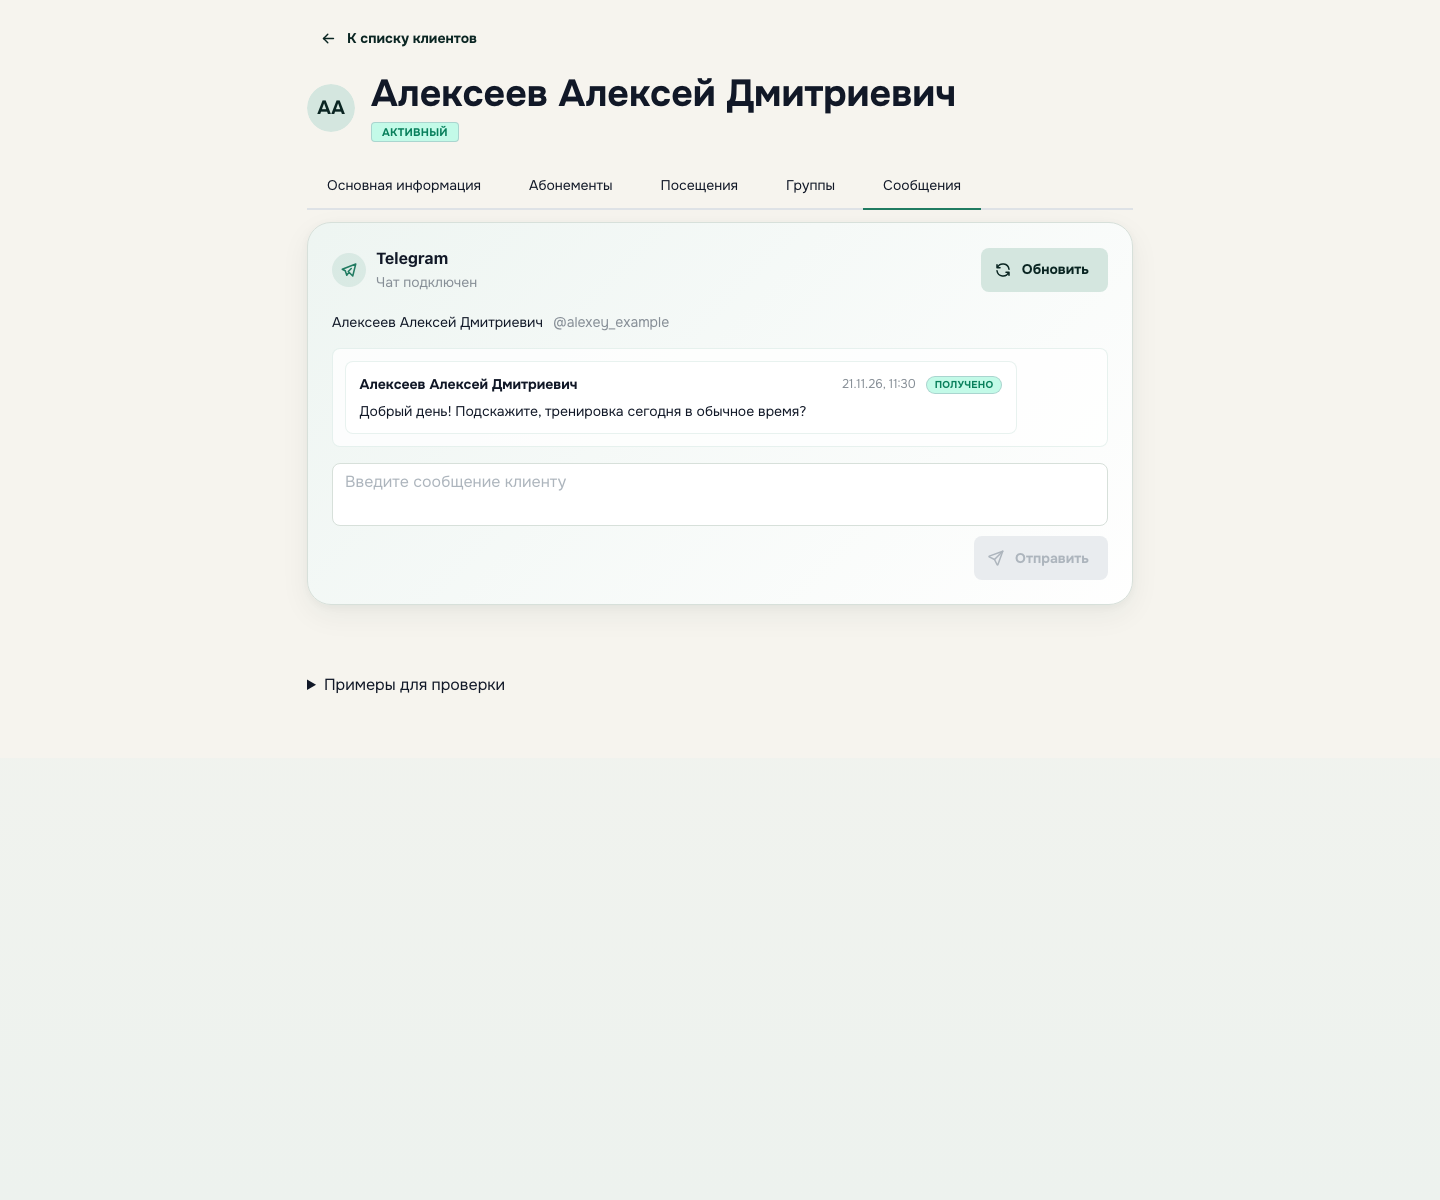 К списку клиентов
АА
Алексеев Алексей Дмитриевич
АКТИВНЫЙ
Основная информация Абонементы Посещения Группы Сообщения
Telegram
Чат подключен
Обновить
Алексеев Алексей Дмитриевич @alexey_example
Алексеев Алексей Дмитриевич 21.11.26, 11:30 ПОЛУЧЕНО
Добрый день! Подскажите, тренировка сегодня в обычное время?
Введите сообщение клиенту
Отправить
Примеры для проверки